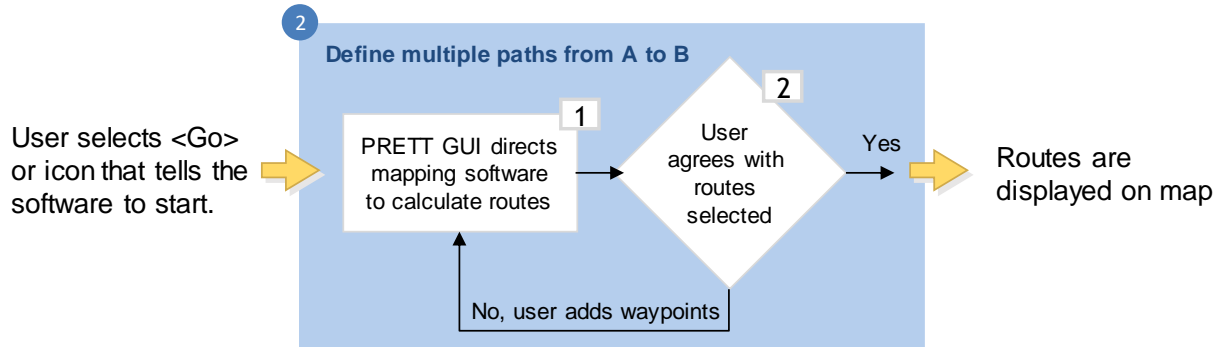 2
Define multiple paths from A to B
User selects <Go>
or icon that tells the
software to start.
1
PRETT GUI directs
mapping software
to calculate routes
2
User
agrees with
routes
selected
Yes
Routes are
displayed on map
No, user adds waypoints